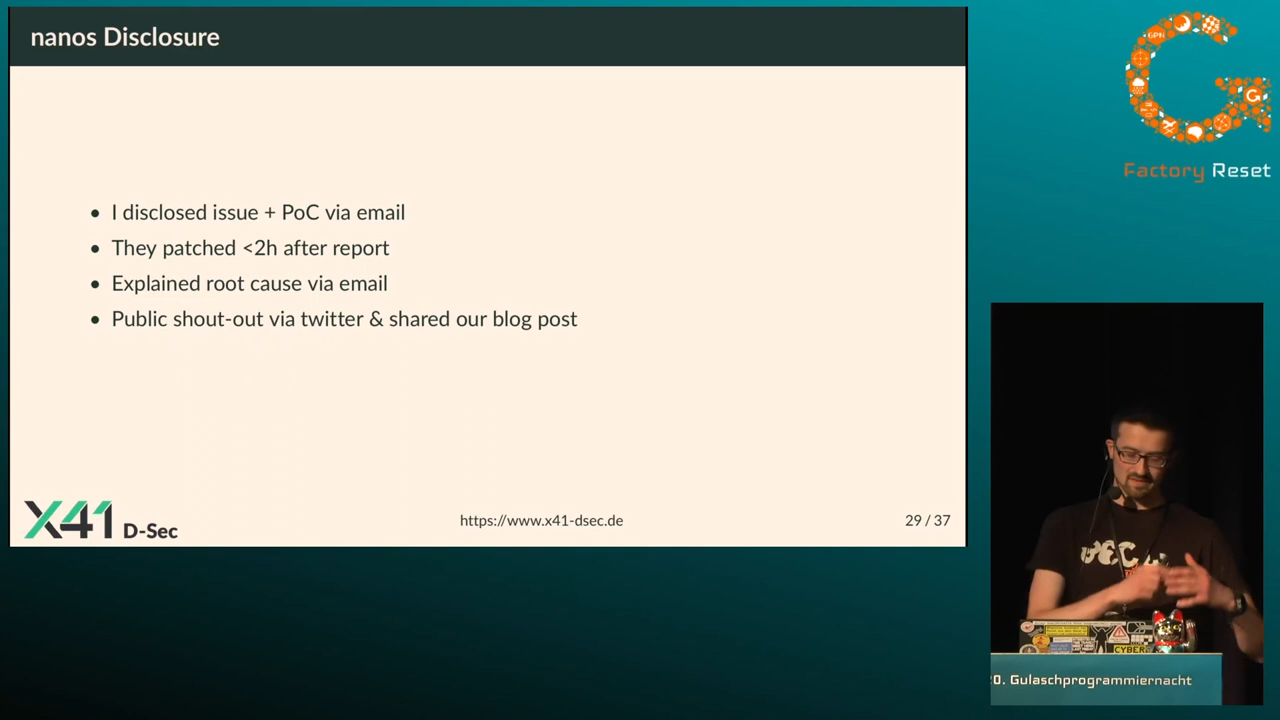 nanos Disclosure
GPN
Factory Reset
• I disclosed issue + PoC via email
• They patched <2h after report
• Explained root cause via email
• Public shout-out via twitter & shared our blog post
X41 D-Sec
https://www.x41-dsec.de
29 / 37
CYBER
0. Gulaschprogrammiernacht